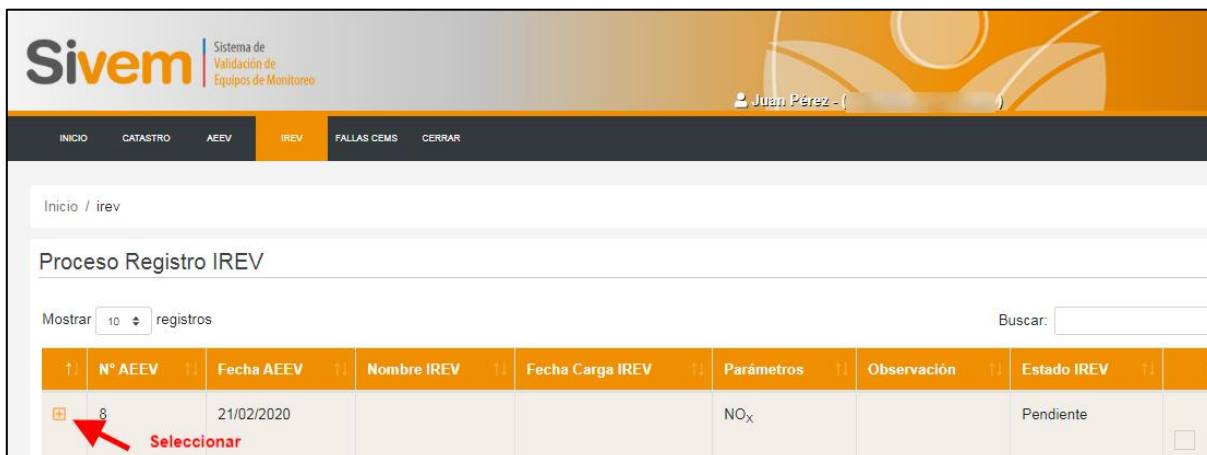 Sivem
Sistema de
Validación de
Equipos de Monitoreo
Juan Pérez - ( )
INICIO CATASTRO AEEV IREV FALLAS CEMS CERRAR
Inicio / irev
Proceso Registro IREV
Mostrar 10 registros Buscar:
N° AEEV Fecha AEEV Nombre IREV Fecha Carga IREV Parámetros Observación Estado IREV
8 21/02/2020 NOX Pendiente
Seleccionar